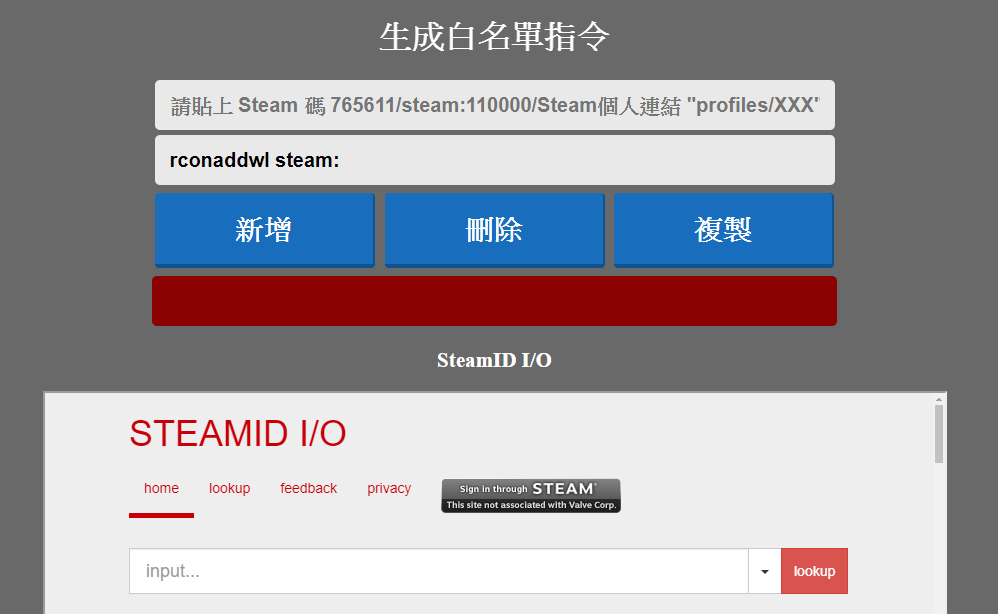 生成白名單指令
請貼上 Steam 碼 765611/steam:110000/Steam個人連結 "profiles/XXX"
rconaddwl steam:
新增 刪除 複製
SteamID I/O
STEAMID I/O
home lookup feedback privacy Sign in through STEAM
This site not associated with Valve Corp.
input... lookup